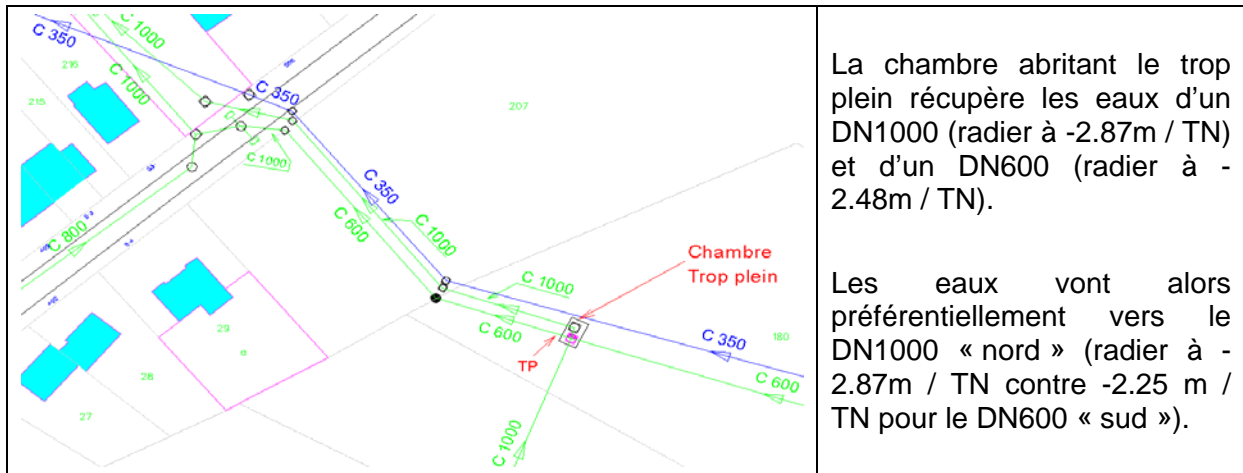 C 350
C 1000
C 1000
216
215
C 350
207
C 1000
C 350
C 1000
C 600
C 800
Chambre
Trop plein
C 1000
C 600
C 350
180
TP
C 600
29
28
27
C 1000
La chambre abritant le trop
plein récupère les eaux d’un
DN1000 (radier à -2.87m / TN)
et d’un DN600 (radier à -
2.48m / TN).
Les eaux vont alors
préférentiellement vers le
DN1000 « nord » (radier à -
2.87m / TN contre -2.25 m /
TN pour le DN600 « sud »).